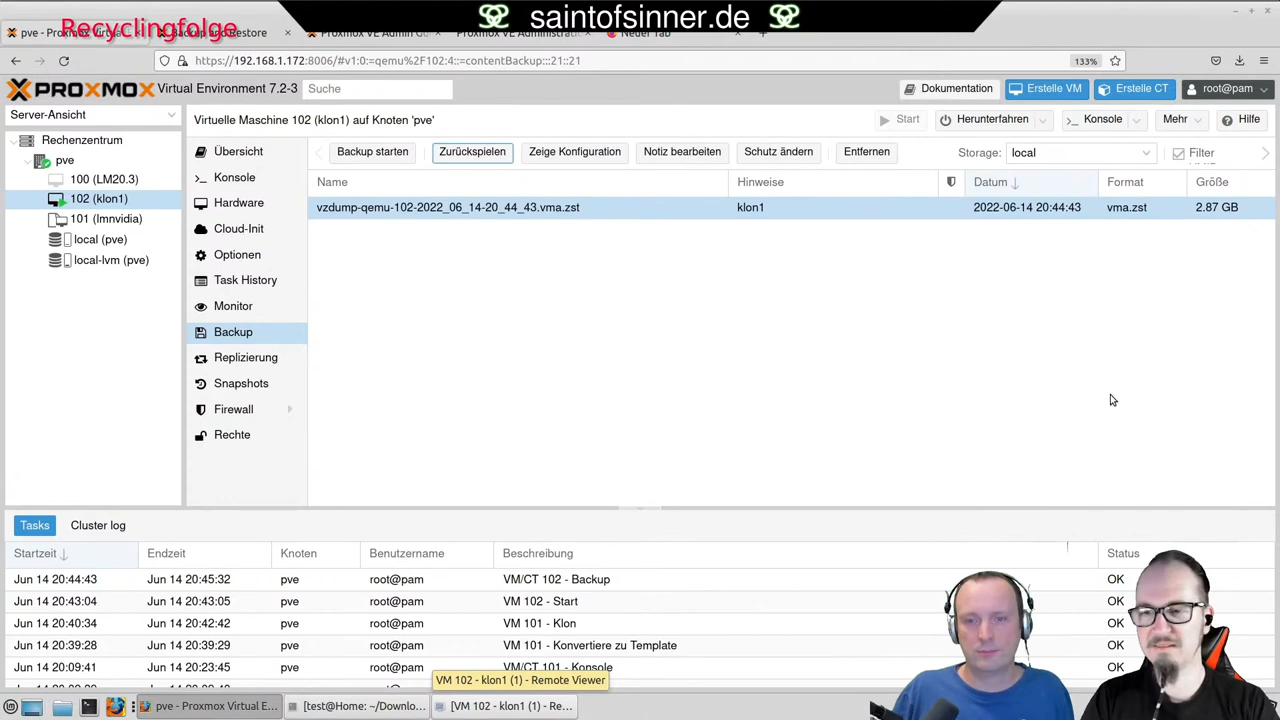 saintofsinner.de
Recyclingfolge
pve - Proxmox Virtual
Backup and Restore
Proxmox VE Admin G
Proxmox VE Administrati
Neuer Tab
https://192.168.1.172:8006/#v1:0:=qemu%2F102:4::=contentBackup:::21::21
133%
PROXMOX Virtual Environment 7.2-3
Suche
Dokumentation
Erstelle VM
Erstelle CT
root@pam
Server-Ansicht
Virtuelle Maschine 102 (klon1) auf Knoten 'pve'
Start
Herunterfahren
Konsole
Mehr
Hilfe
Rechenzentrum
pve
100 (LM20.3)
102 (klon1)
101 (lmnvidia)
local (pve)
local-lvm (pve)
Übersicht
Konsole
Hardware
Cloud-Init
Optionen
Task History
Monitor
Backup
Replizierung
Snapshots
Firewall
Rechte
Backup starten
Zurückspielen
Zeige Konfiguration
Notiz bearbeiten
Schutz ändern
Entfernen
Storage:
local
Filter
Name
Hinweise
Datum
Format
Größe
vzdump-qemu-102-2022_06_14-20_44_43.vma.zst
klon1
2022-06-14 20:44:43
vma.zst
2.87 GB
Tasks
Cluster log
Startzeit
Endzeit
Knoten
Benutzername
Beschreibung
Status
Jun 14 20:44:43
Jun 14 20:45:32
pve
root@pam
VM/CT 102 - Backup
OK
Jun 14 20:43:04
Jun 14 20:43:05
pve
root@pam
VM 102 - Start
OK
Jun 14 20:40:34
Jun 14 20:42:42
pve
root@pam
VM 101 - Klon
OK
Jun 14 20:39:28
Jun 14 20:39:29
pve
root@pam
VM 101 - Konvertiere zu Template
OK
Jun 14 20:09:41
Jun 14 20:23:45
pve
root@pam
VM/CT 101 - Konsole
OK
VM 102 - klon1 (1) - Remote Viewer
pve - Proxmox Virtual E...
[test@Home: ~/Downlo...
[VM 102 - klon1 (1) - Re...